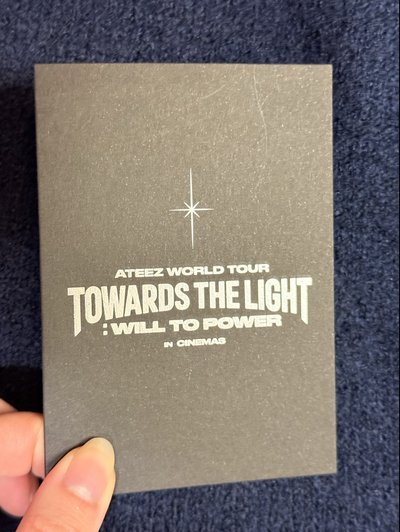 ATEEZ WORLD TOUR
TOWARDS THE LIGHT
: WILL TO POWER
IN CINEMAS